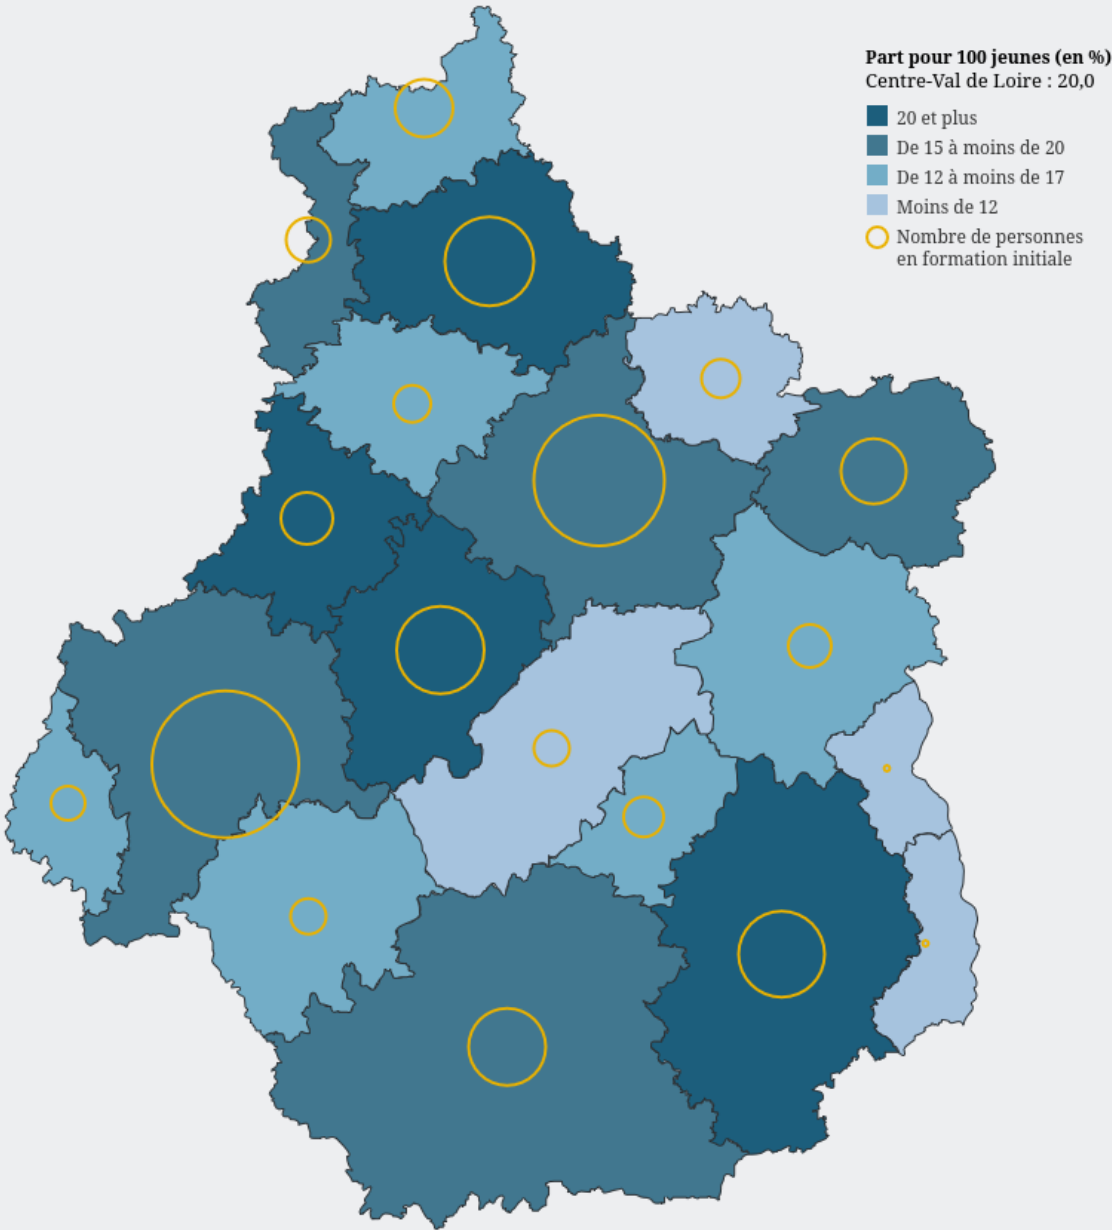 Part pour 100 jeunes (en %)
Centre-Val de Loire : 20,0
20 et plus
De 15 à moins de 20
De 12 à moins de 17
Moins de 12
Nombre de personnes
en formation initiale